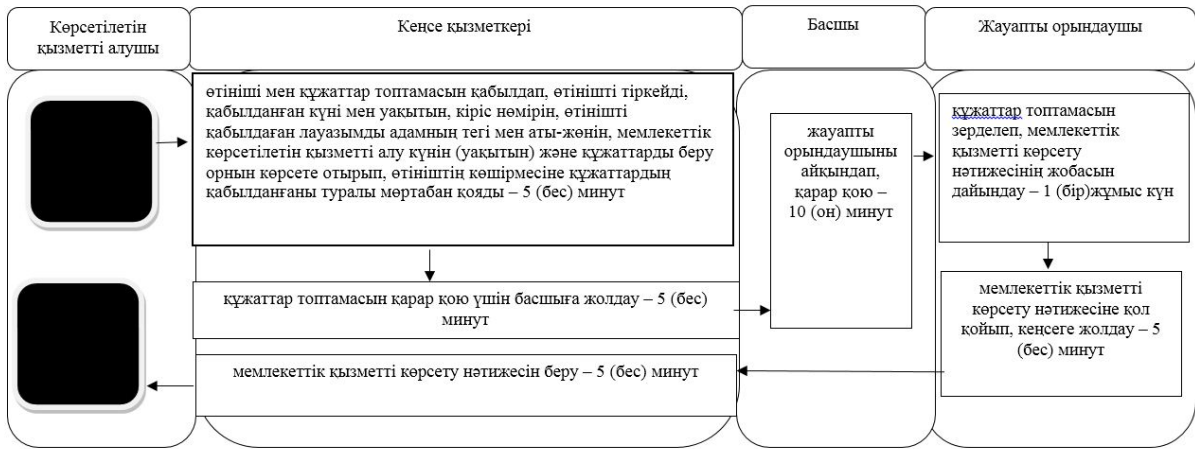 Көрсетілетін
қызметті алушы
Кеңсе қызметкері
Басшы
Жауапты орындаушы
өтініші мен құжаттар топтамасын қабылдап, өтінішті тіркейді,
қабылданған күні мен уақытын, кіріс нөмірін, өтінішті
қабылдаған лауазымды адамның тегі мен аты-жөнін, мемлекеттік
көрсетілетін қызметті алу күнін (уақытын) және құжаттарды беру
орнын көрсете отырып, өтініштің көшірмесіне құжаттардың
қабылданғаны туралы мөртабан қояды – 5 (бес) минут
құжаттар топтамасын қарар қою үшін басшыға жолдау – 5 (бес)
минут
жауапты
орындаушыны
айқындап,
қарар қою –
10 (он) минут
құжаттар топтамасын
зерделеп, мемлекеттік
қызметті көрсету
нәтижесінің жобасын
дайындау – 1 (бір)жұмыс күн
мемлекеттік қызметті
көрсету нәтижесіне қол
қойып, кеңсеге жолдау – 5
(бес) минут
мемлекеттік қызметті көрсету нәтижесін беру – 5 (бес) минут